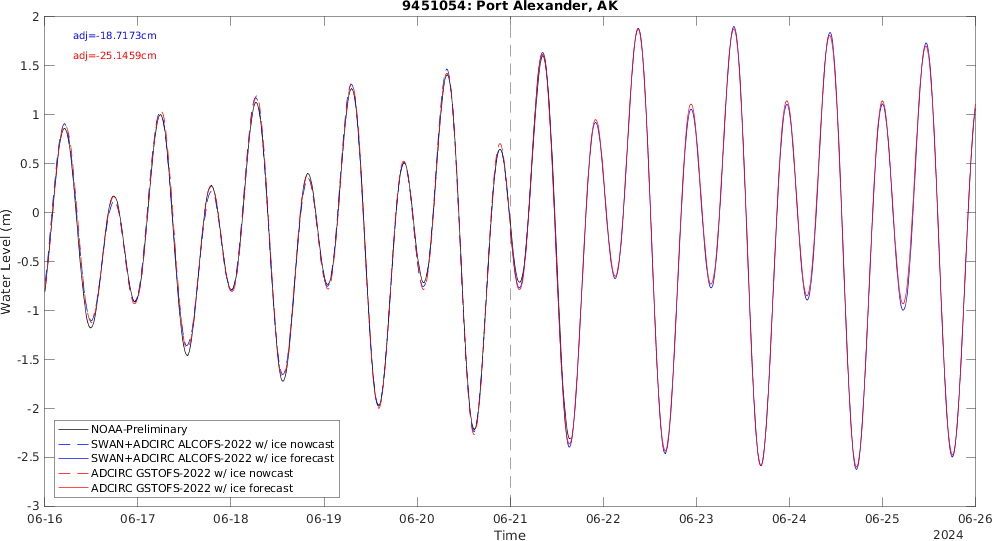 9451054: Port Alexander, AK
adj=-18.7173cm
adj=-25.1459cm
Water Level (m)
2
1.5
1
0.5
0
-0.5
-1
-1.5
-2
-2.5
-3
NOAA-Preliminary
SWAN+ADCIRC ALCOFS-2022 w/ ice nowcast
SWAN+ADCIRC ALCOFS-2022 w/ ice forecast
ADCIRC GSTOFS-2022 w/ ice nowcast
ADCIRC GSTOFS-2022 w/ ice forecast
06-16 06-17 06-18 06-19 06-20 06-21 06-22 06-23 06-24 06-25 06-26
Time
2024